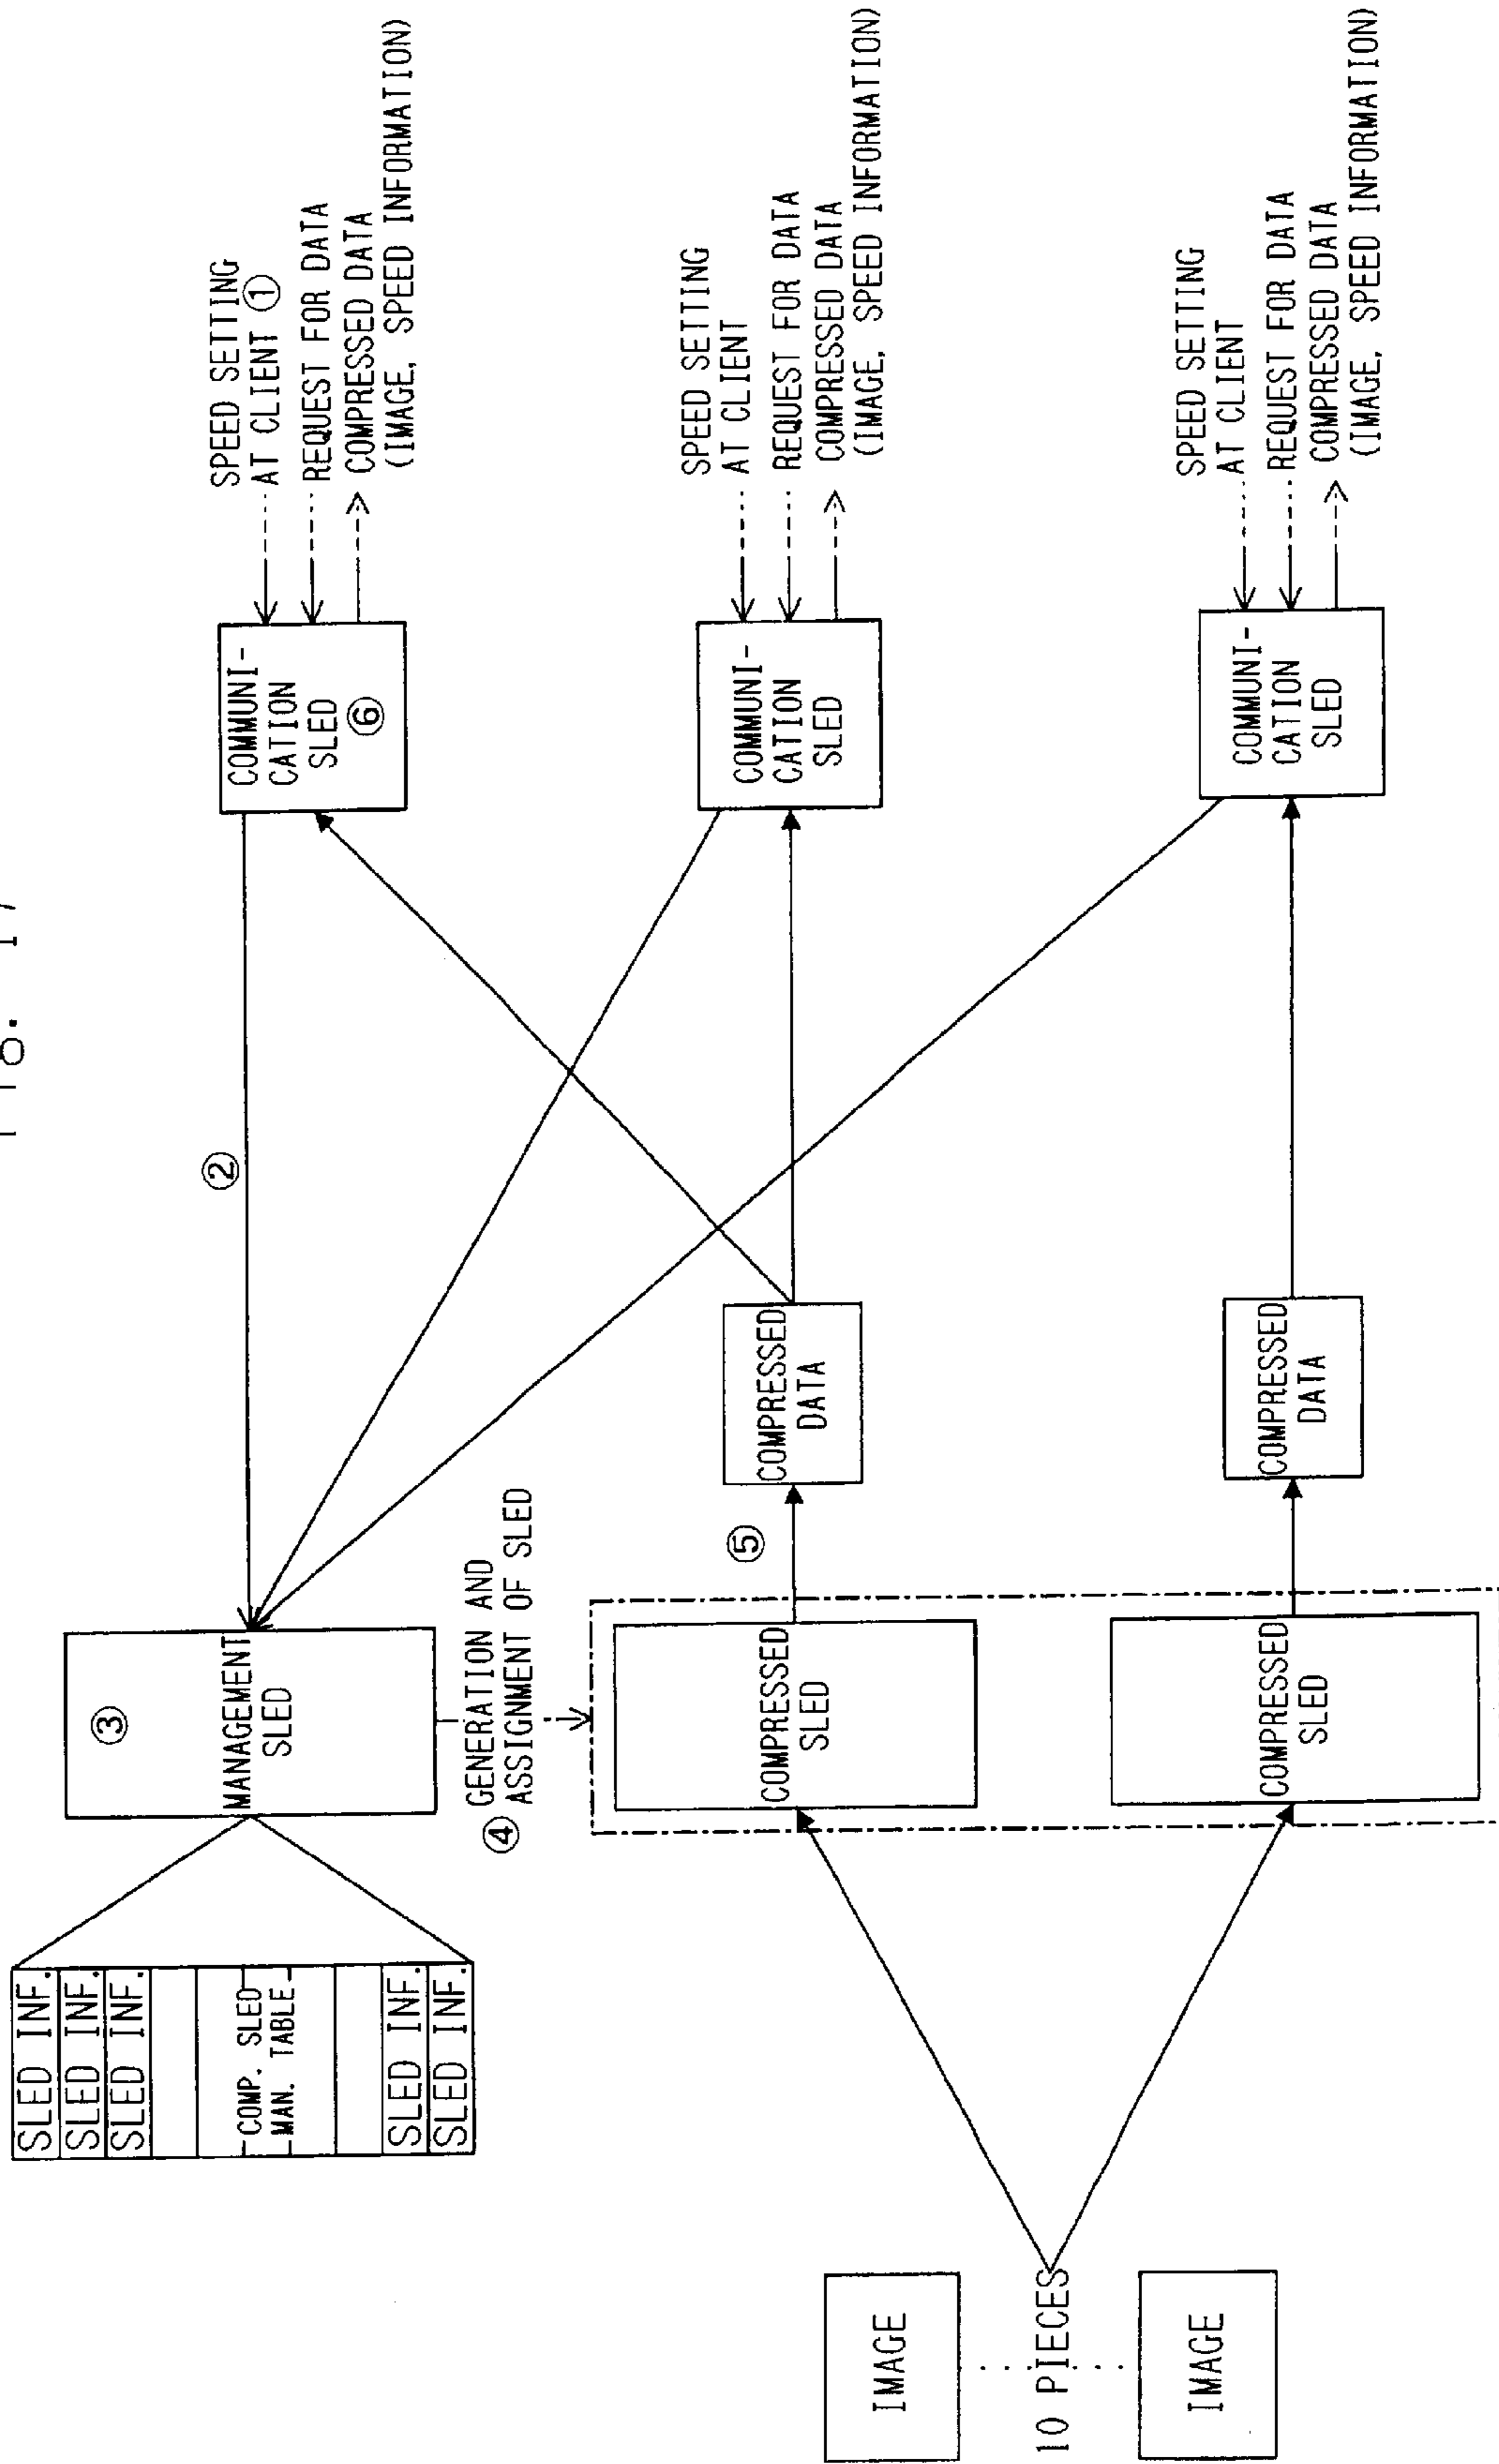 FIG. 17
SLED INF.
SLED INF.
SLED INF.
COMP. SLED
MAN. TABLE
SLED INF.
SLED INF.
③
MANAGEMENT
SLED
②
COMMUNI-
CATION
SLED
⑥
SPEED SETTING
AT CLIENT ①
REQUEST FOR DATA
COMPRESSED DATA
(IMAGE, SPEED INFORMATION)
④
GENERATION AND
ASSIGNMENT OF SLED
IMAGE
10 PIECES
IMAGE
COMPRESSED
SLED
⑤
COMPRESSED
DATA
COMMUNI-
CATION
SLED
SPEED SETTING
AT CLIENT
REQUEST FOR DATA
COMPRESSED DATA
(IMAGE, SPEED INFORMATION)
COMPRESSED
SLED
COMPRESSED
DATA
COMMUNI-
CATION
SLED
SPEED SETTING
AT CLIENT
REQUEST FOR DATA
COMPRESSED DATA
(IMAGE, SPEED INFORMATION)